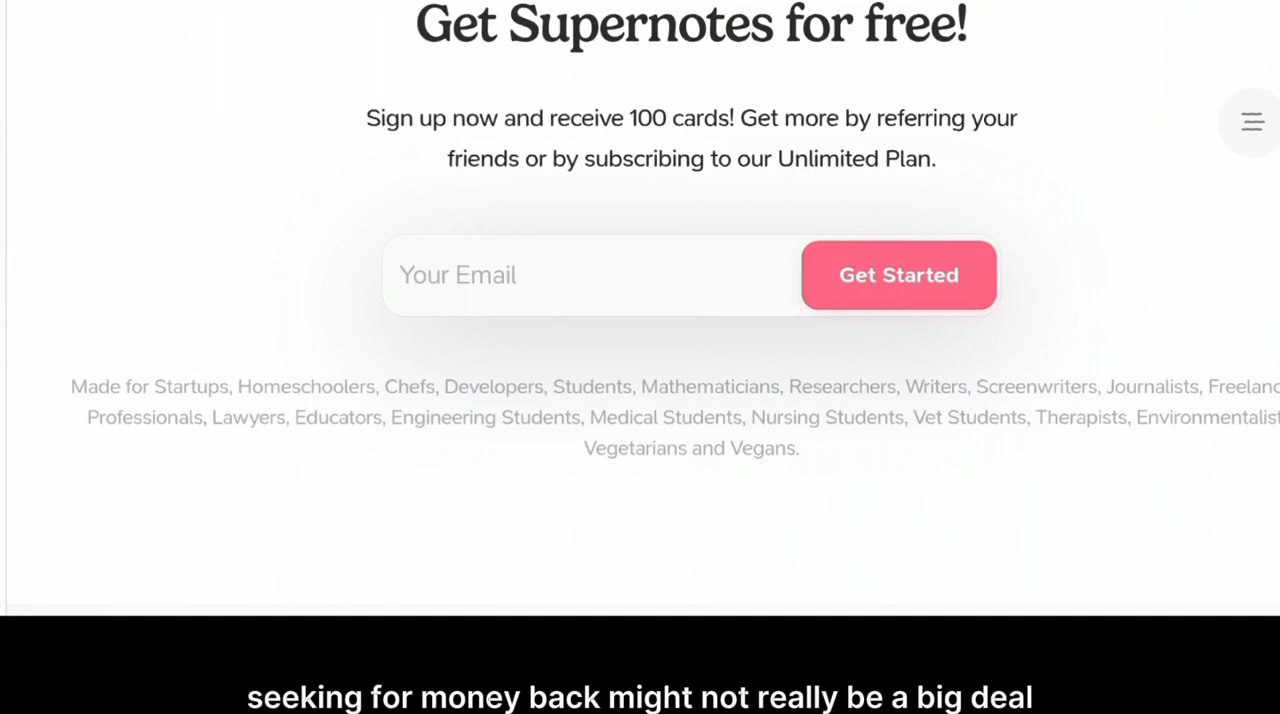 Get Supernotes for free!
Sign up now and receive 100 cards! Get more by referring your
friends or by subscribing to our Unlimited Plan.
Your Email
Get Started
Made for Startups, Homeschoolers, Chefs, Developers, Students, Mathematicians, Researchers, Writers, Screenwriters, Journalists, Freelanc
Professionals, Lawyers, Educators, Engineering Students, Medical Students, Nursing Students, Vet Students, Therapists, Environmentalist
Vegetarians and Vegans.
seeking for money back might not really be a big deal